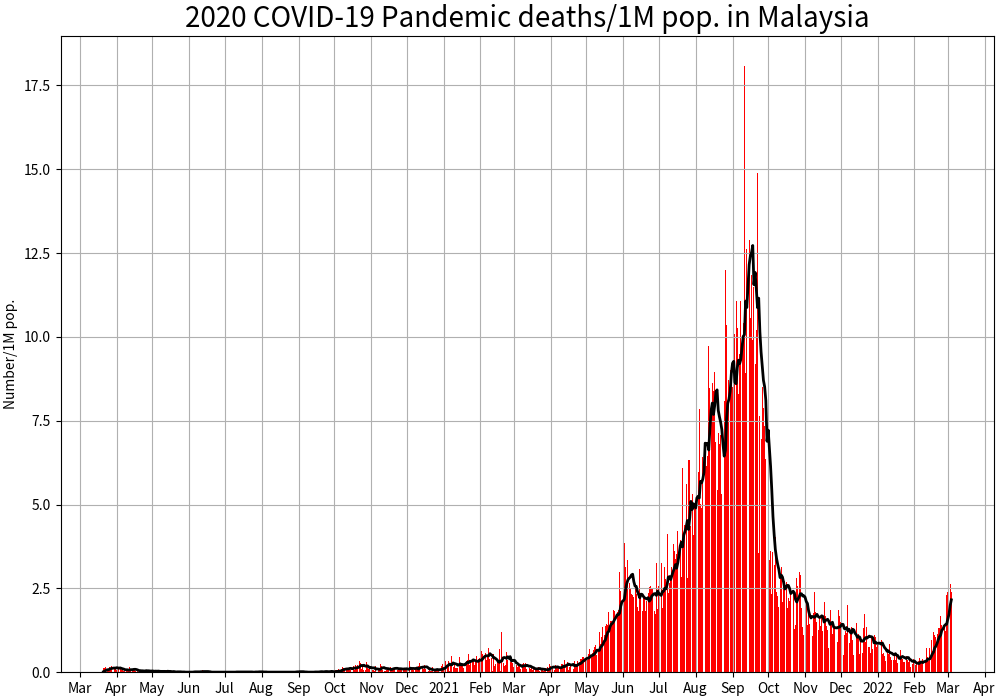 2020 COVID-19 Pandemic deaths/1M pop. in Malaysia
Number/1M pop.
17.5
15.0
12.5
10.0
7.5
5.0
2.5
0.0
Mar Apr May Jun Jul Aug Sep Oct Nov Dec 2021 Feb Mar Apr May Jun Jul Aug Sep Oct Nov Dec 2022 Feb Mar Apr